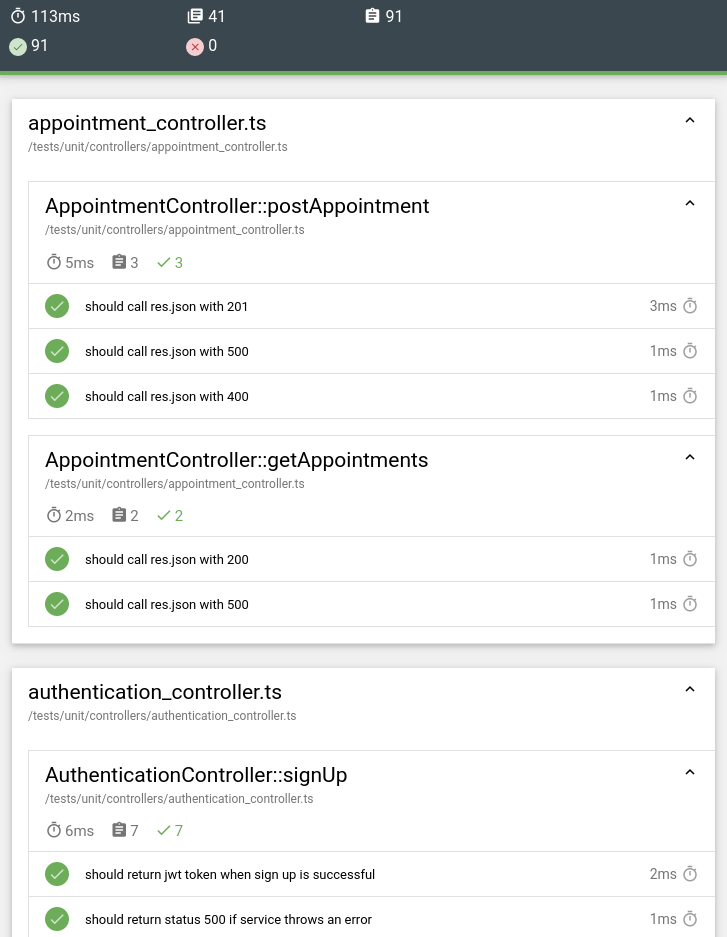 113ms 41 91
91 0
appointment_controller.ts
/tests/unit/controllers/appointment_controller.ts
AppointmentController::postAppointment
/tests/unit/controllers/appointment_controller.ts
5ms 3 3
should call res.json with 201 3ms
should call res.json with 500 1ms
should call res.json with 400 1ms
AppointmentController::getAppointments
/tests/unit/controllers/appointment_controller.ts
2ms 2 2
should call res.json with 200 1ms
should call res.json with 500 1ms
authentication_controller.ts
/tests/unit/controllers/authentication_controller.ts
AuthenticationController::signUp
/tests/unit/controllers/authentication_controller.ts
6ms 7 7
should return jwt token when sign up is successful 2ms
should return status 500 if service throws an error 1ms